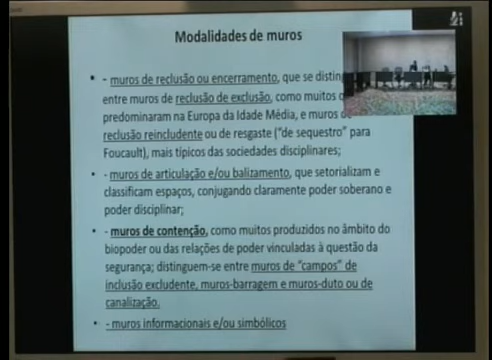 Modalidades de muros
• - muros de reclusão ou encerramento, que se disting
entre muros de reclusão de exclusão, como muitos q
predominaram na Europa da Idade Média, e muros d
reclusão reincludente ou de resgaste ("de sequestro" para
Foucault), mais típicos das sociedades disciplinares;
• - muros de articulação e/ou balizamento, que setorializam e
classificam espaços, conjugando claramente poder soberano e
poder disciplinar;
• - muros de contenção, como muitos produzidos no âmbito do
biopoder ou das relações de poder vinculadas à questão da
segurança; distinguem-se entre muros de "campos" de
inclusão excludente, muros-barragem e muros-duto ou de
canalização.
• - muros informacionais e/ou simbólicos